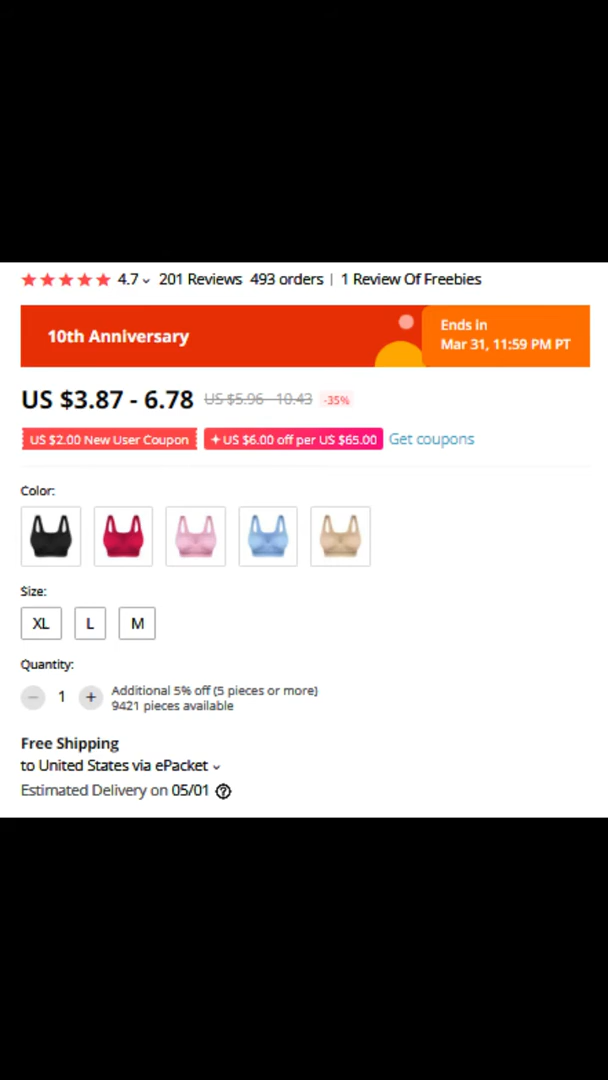 4.7 201 Reviews 493 orders | 1 Review Of Freebies
10th Anniversary
Ends In
Mar 31, 11:59 PM PT
US $3.87 - 6.78 US $5.96 - 10.43 -35%
US $2.00 New User Coupon + US $6.00 off per US $65.00 Get coupons
Color:
Size:
XL L M
Quantity:
− 1 + Additional 5% off (5 pieces or more)
9421 pieces available
Free Shipping
to United States via ePacket
Estimated Delivery on 05/01 ?